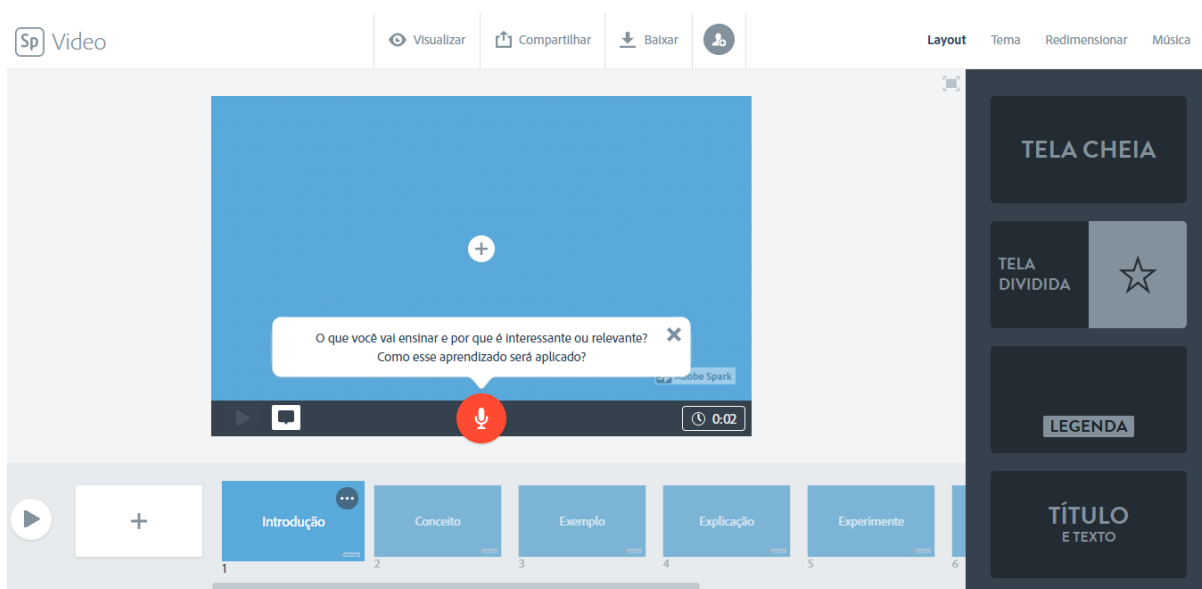 Sp Video
Visualizar
Compartilhar
Baixar
Layout
Tema
Redimensionar
Música
O que você vai ensinar e por que é interessante ou relevante?
Como esse aprendizado será aplicado?
Adobe Spark
0:02
TELA CHEIA
TELA
DIVIDIDA
LEGENDA
TÍTULO
E TEXTO
Introdução
Conceito
Exemplo
Explicação
Experimente
1
2
3
4
5
6